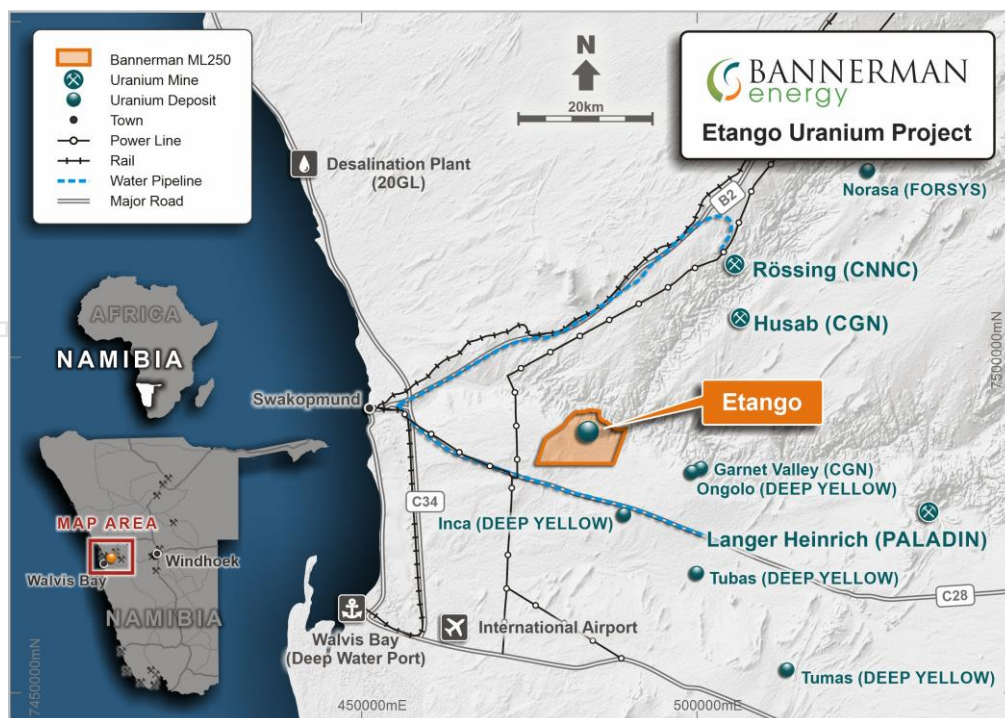 Bannerman ML250
Uranium Mine
Uranium Deposit
Town
Power Line
Rail
Water Pipeline
Major Road
N
20km
BANNERMAN
energy
Etango Uranium Project
Desalination Plant
(20GL)
B2
Norasa (FORSYS)
Rössing (CNNC)
Husab (CGN)
AFRICA
NAMIBIA
7500000mN
Swakopmund
Etango
Garnet Valley (CGN)
Ongolo (DEEP YELLOW)
C34
Inca (DEEP YELLOW)
Langer Heinrich (PALADIN)
MAP AREA
Windhoek
Walvis Bay
Tubas (DEEP YELLOW)
C28
NAMIBIA
Walvis Bay
(Deep Water Port)
International Airport
Tumas (DEEP YELLOW)
7450000mN
450000mE
500000mE